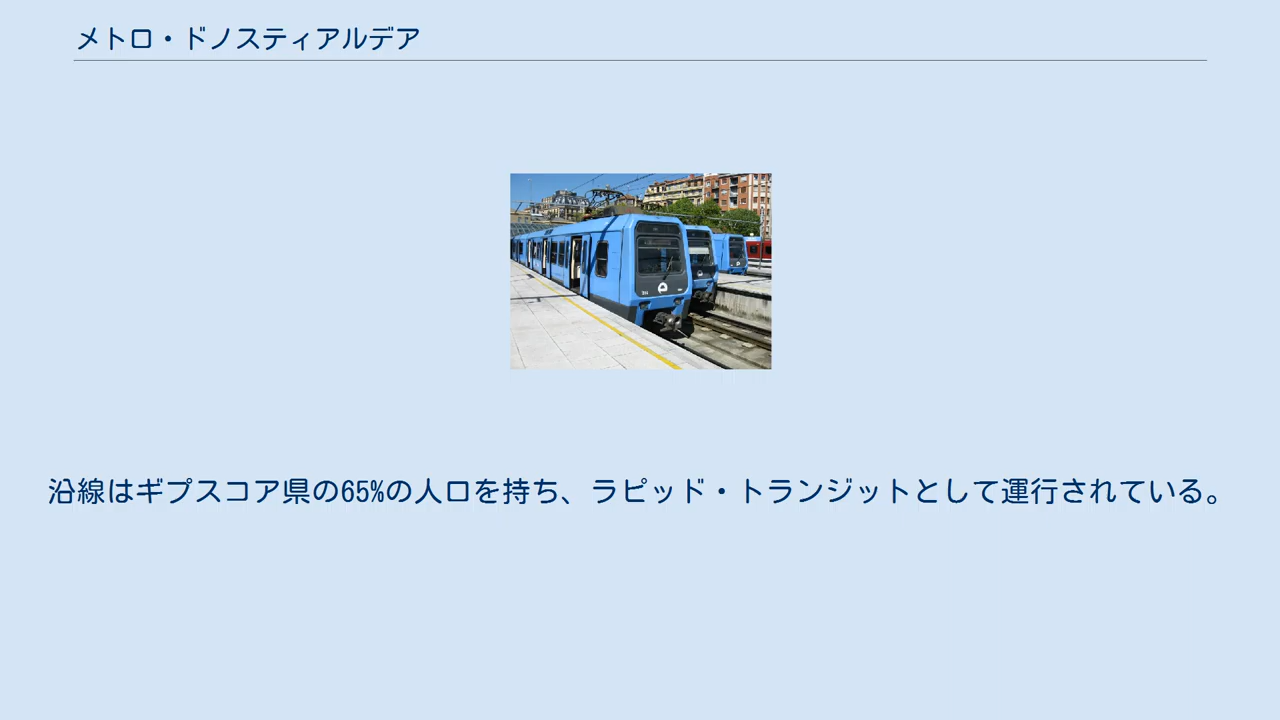 メトロ・ドノスティアルデア
沿線はギプスコア県の65%の人口を持ち、ラピッド・トランジットとして運行されている。